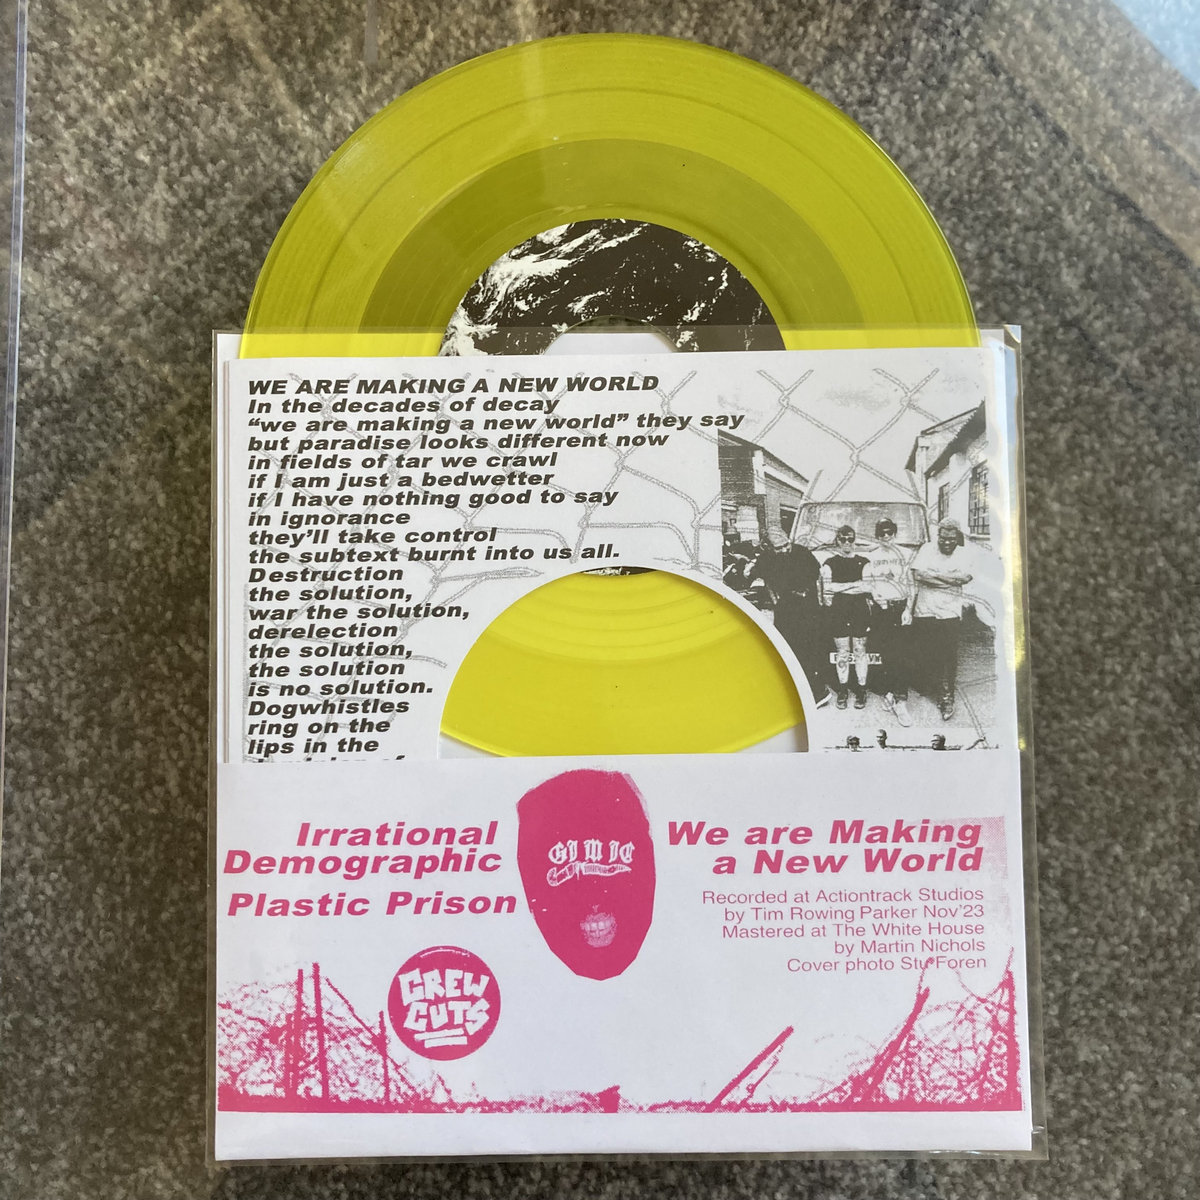 WE ARE MAKING A NEW WORLD
In the decades of decay
“we are making a new world” they say
but paradise looks different now
in fields of tar we crawl
if I am just a bedwetter
if I have nothing good to say
in ignorance
they’ll take control
the subtext burnt into us all.
Destruction
the solution,
war the solution,
derelection
the solution,
the solution
is no solution.
Dogwhistles
ring on the
lips in the
Irrational
Demographic
Plastic Prison
GIMIC
CREW
CUTS
We are Making
a New World
Recorded at Actiontrack Studios
by Tim Rowing Parker Nov’23
Mastered at The White House
by Martin Nichols
Cover photo Stu Foren